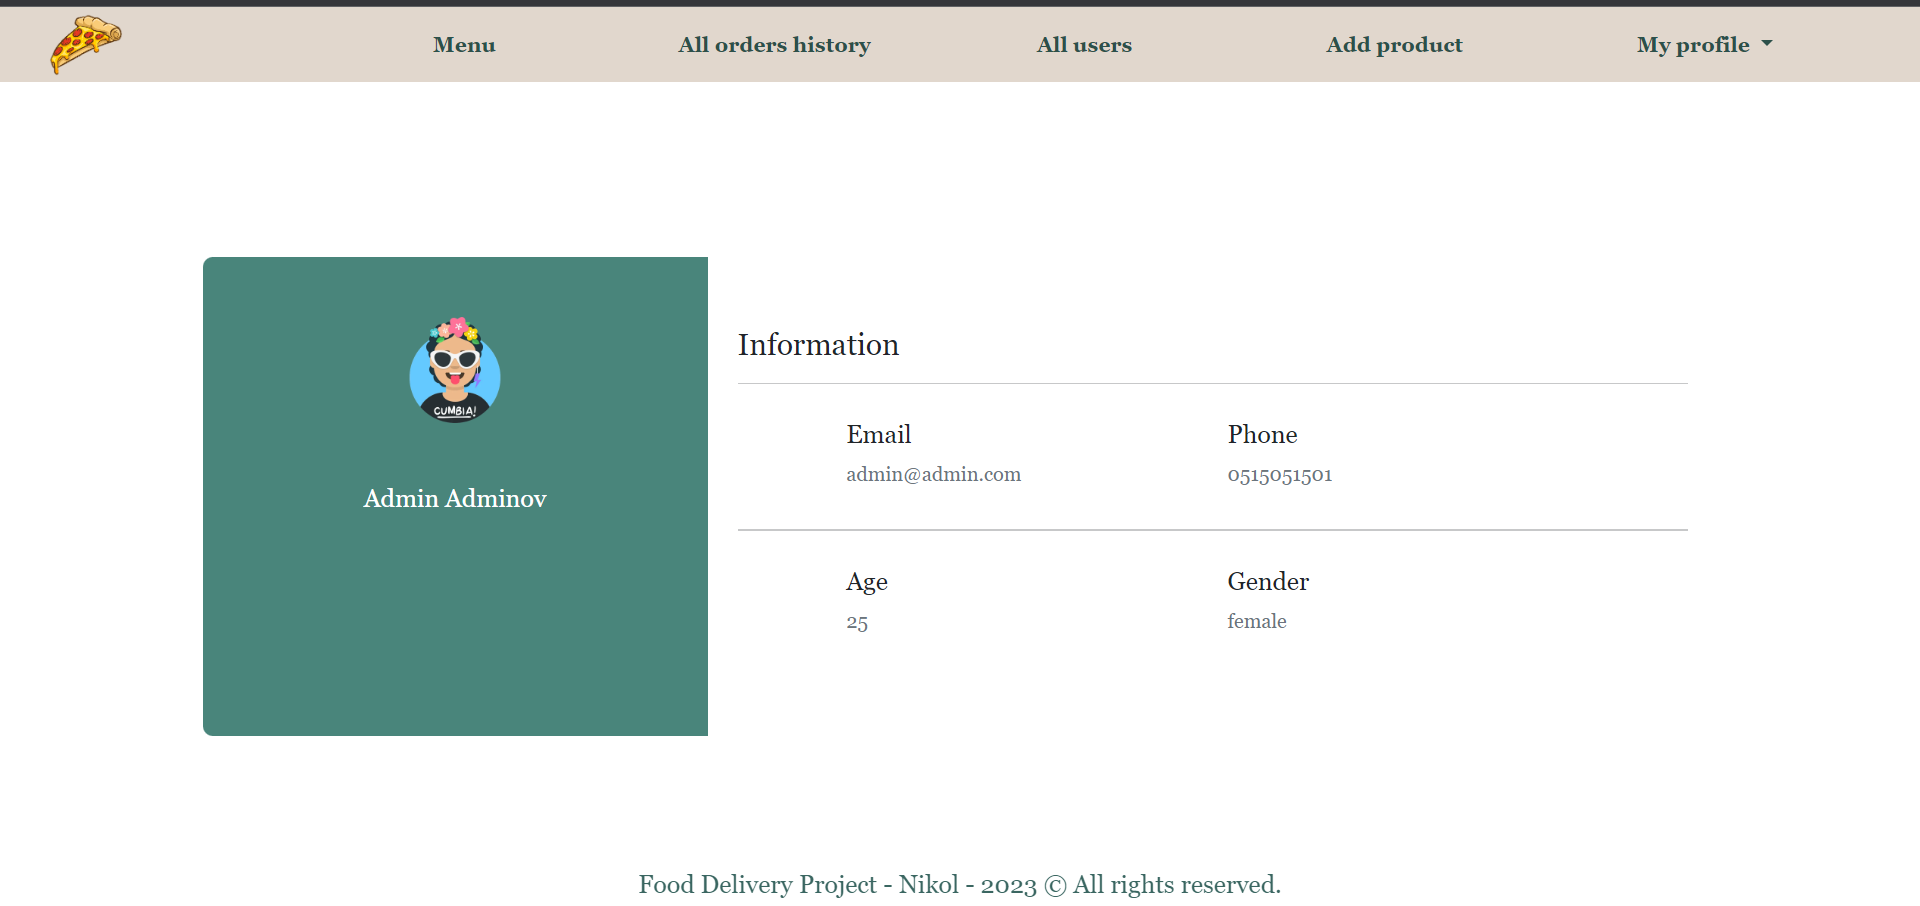 Menu All orders history All users Add product My profile
CUMBIA!
Admin Adminov
Information
Email Phone
admin@admin.com 0515051501
Age Gender
25 female
Food Delivery Project - Nikol - 2023 © All rights reserved.